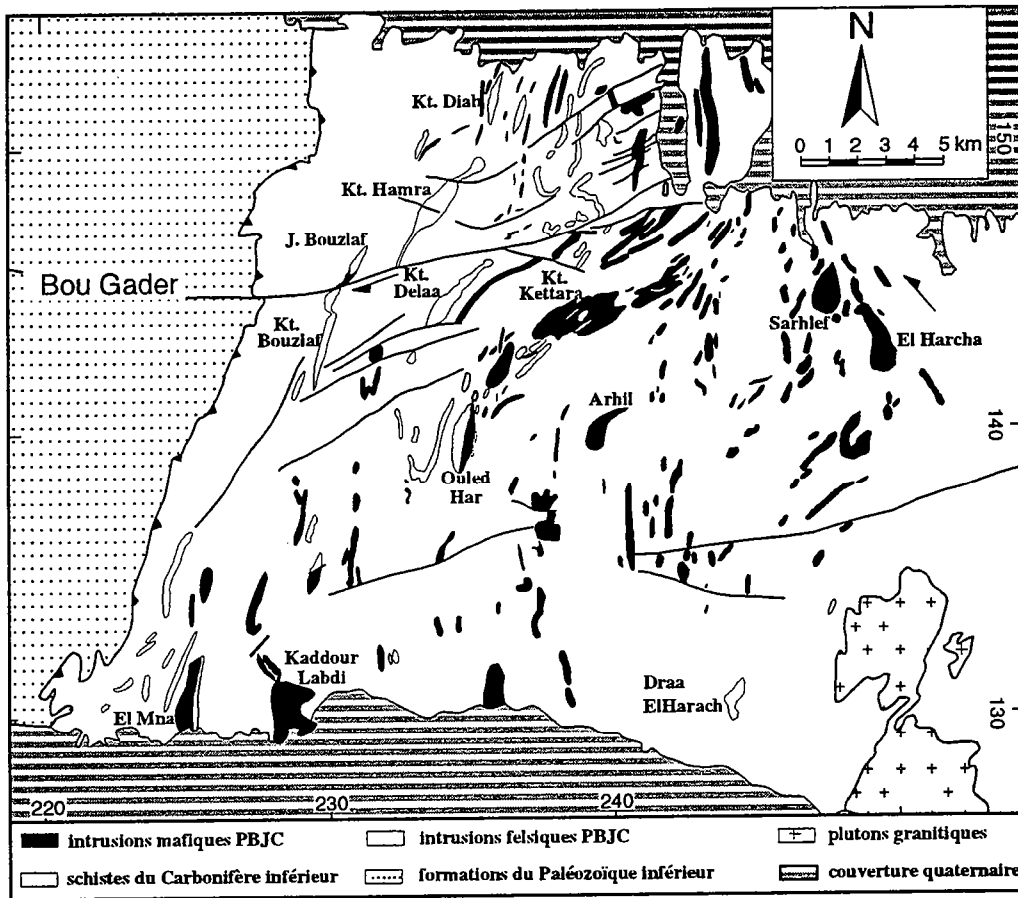 N
0 1 2 3 4 5 km
150
Kt. Diah
Kt. Hamra
J. Bouzlaf
Bou Gader
Kt.
Delaa
Kt.
Kettara
Kt.
Bouzlaf
Sarhlef
El Harcha
Arhil
140
Ouled
Har
Kaddour
Labdi
El Mna
Draa
ElHarach
130
220
230
240
intrusions mafiques PBJC
intrusions felsiques PBJC
plutons granitiques
schistes du Carbonifère inférieur
formations du Paléozoïque inférieur
couverture quaternaire